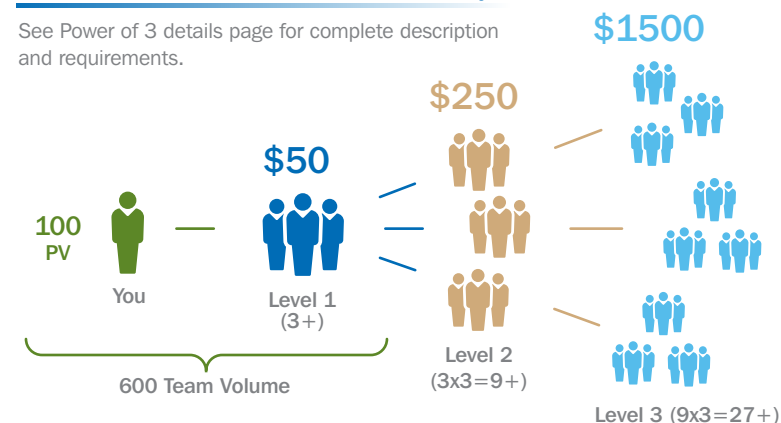 See Power of 3 details page for complete description
and requirements.
$1500
$250
$50
100
PV
You
Level 1
(3+)
600 Team Volume
Level 2
(3x3=9+)
Level 3 (9x3=27+)